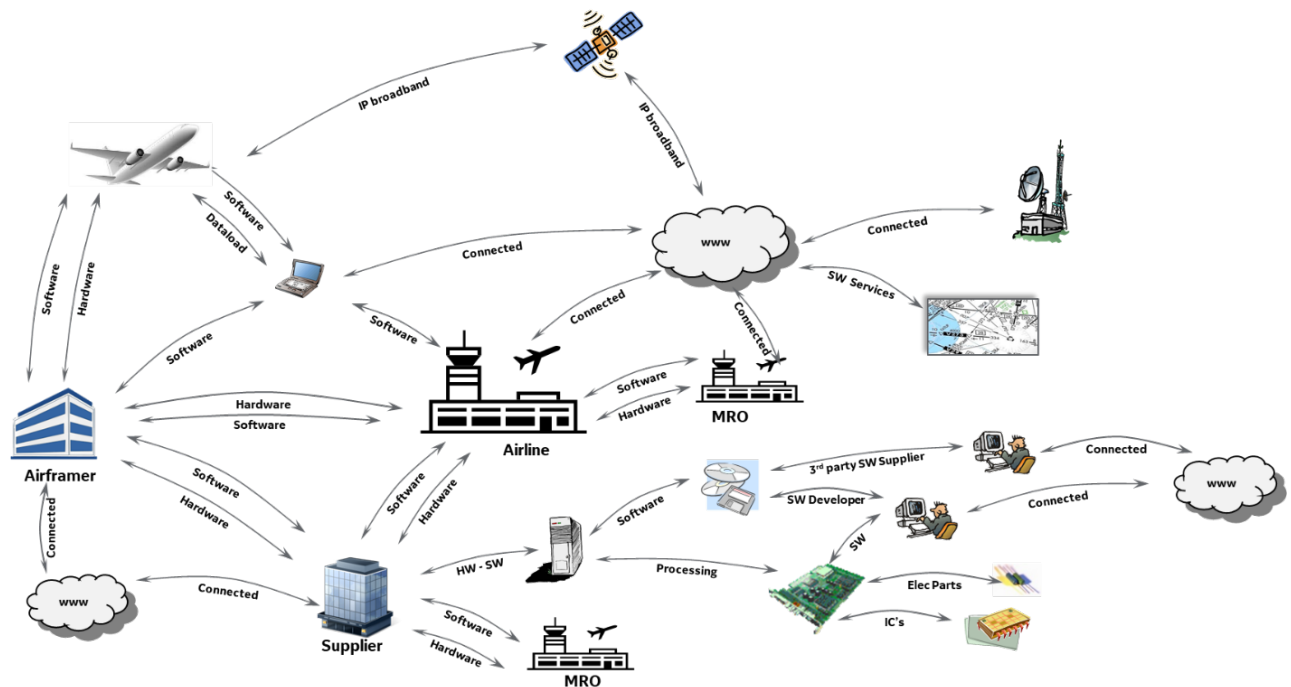 IP broadband
IP broadband
Software
Dataload
Connected
www
Connected
SW Services
Software
Hardware
Software
Software
Connected
Connected
Software
Hardware
MRO
Hardware
Software
Airline
Airframer
Software
Hardware
Software
Hardware
3rd party SW Supplier
Connected
SW Developer
Connected
www
Software
Connected
HW - SW
SW
Processing
Elec Parts
IC's
www
Connected
Supplier
Software
Hardware
MRO